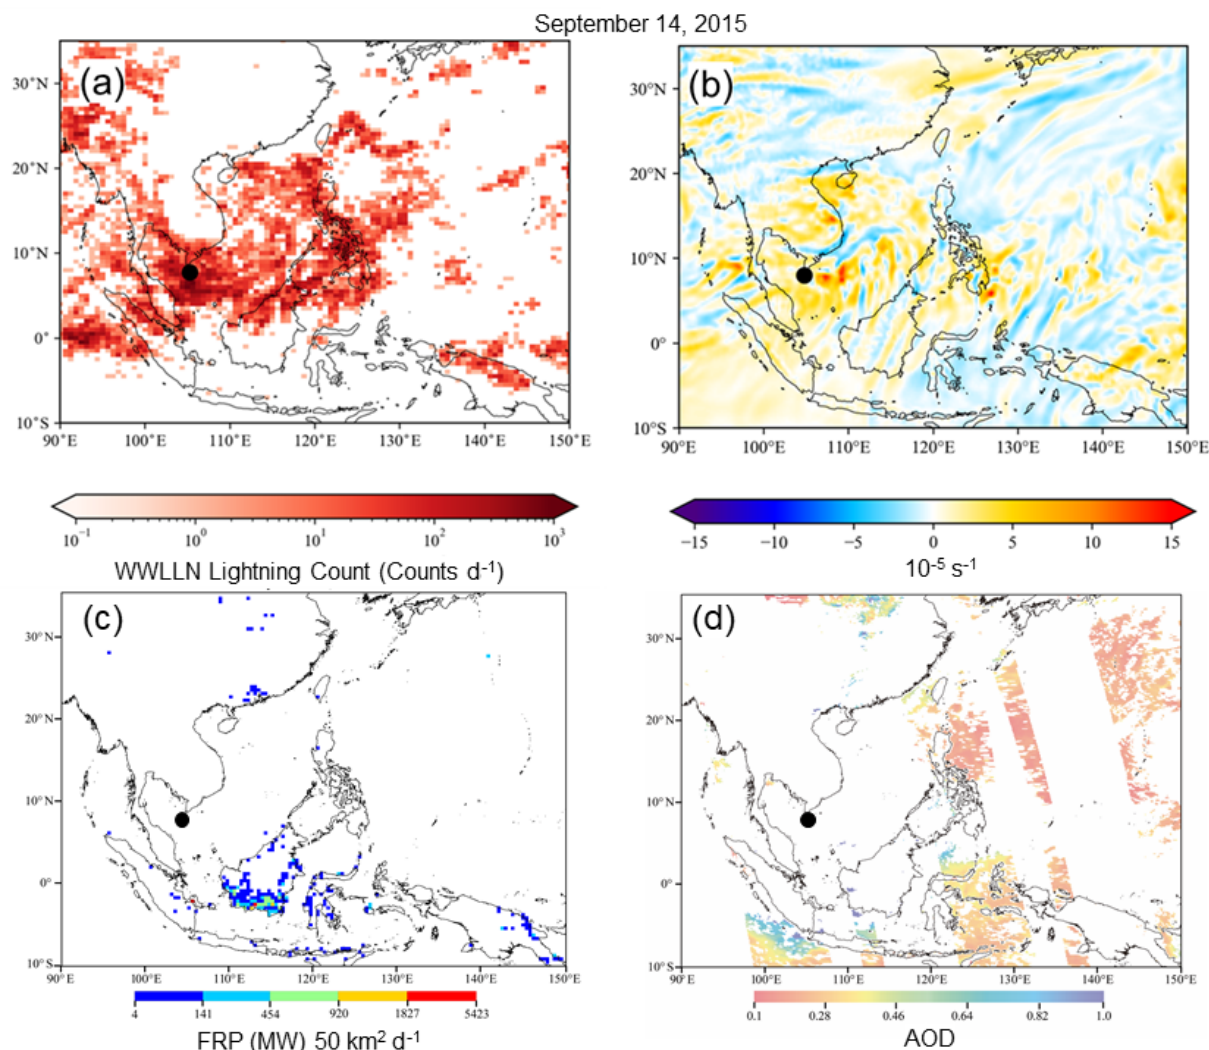 September 14, 2015
(a)
30°N
20°N
10°N
0°
10°S
90°E 100°E 110°E 120°E 130°E 140°E 150°E
10⁻¹ 10⁰ 10¹ 10² 10³
WWLLN Lightning Count (Counts d⁻¹)
(b)
30°N
20°N
10°N
0°
10°S
90°E 100°E 110°E 120°E 130°E 140°E 150°E
−15 −10 −5 0 5 10 15
10⁻⁵ s⁻¹
(c)
30°N
20°N
10°N
0°
10°S
90°E 100°E 110°E 120°E 130°E 140°E 150°E
4 141 454 920 1827 5423
FRP (MW) 50 km² d⁻¹
(d)
30°N
20°N
10°N
0°
10°S
90°E 100°E 110°E 120°E 130°E 140°E 150°E
0.1 0.28 0.46 0.64 0.82 1.0
AOD